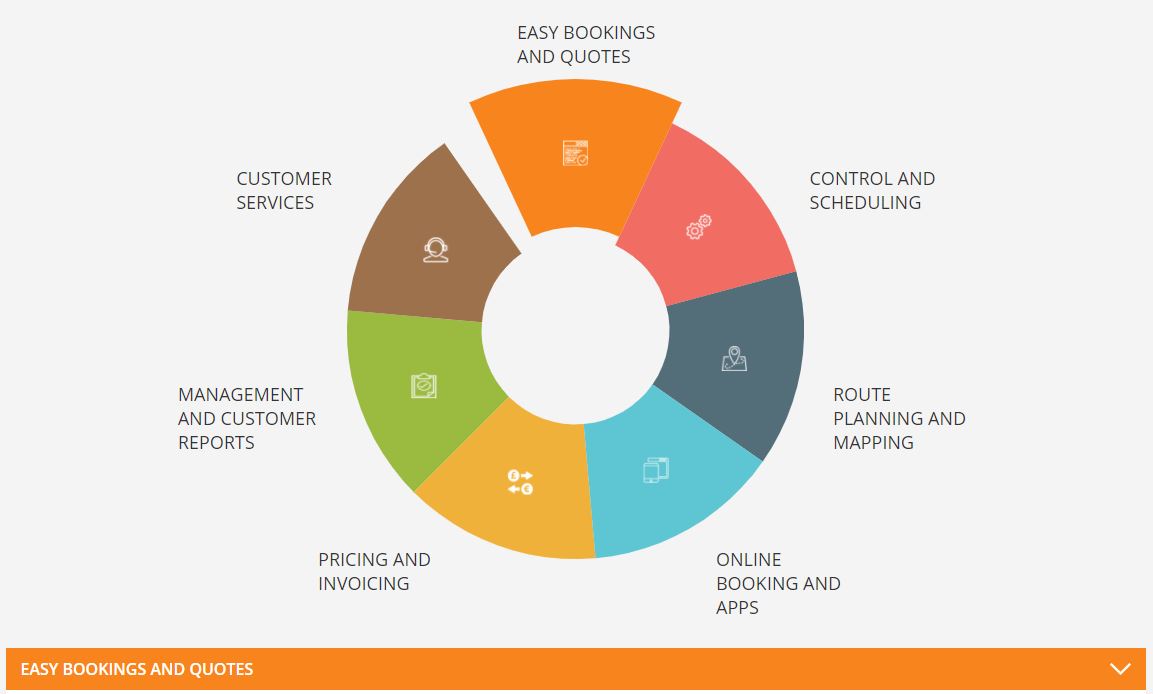 EASY BOOKINGS
AND QUOTES
CONTROL AND
SCHEDULING
ROUTE
PLANNING AND
MAPPING
ONLINE
BOOKING AND
APPS
PRICING AND
INVOICING
MANAGEMENT
AND CUSTOMER
REPORTS
CUSTOMER
SERVICES
£
€
EASY BOOKINGS AND QUOTES